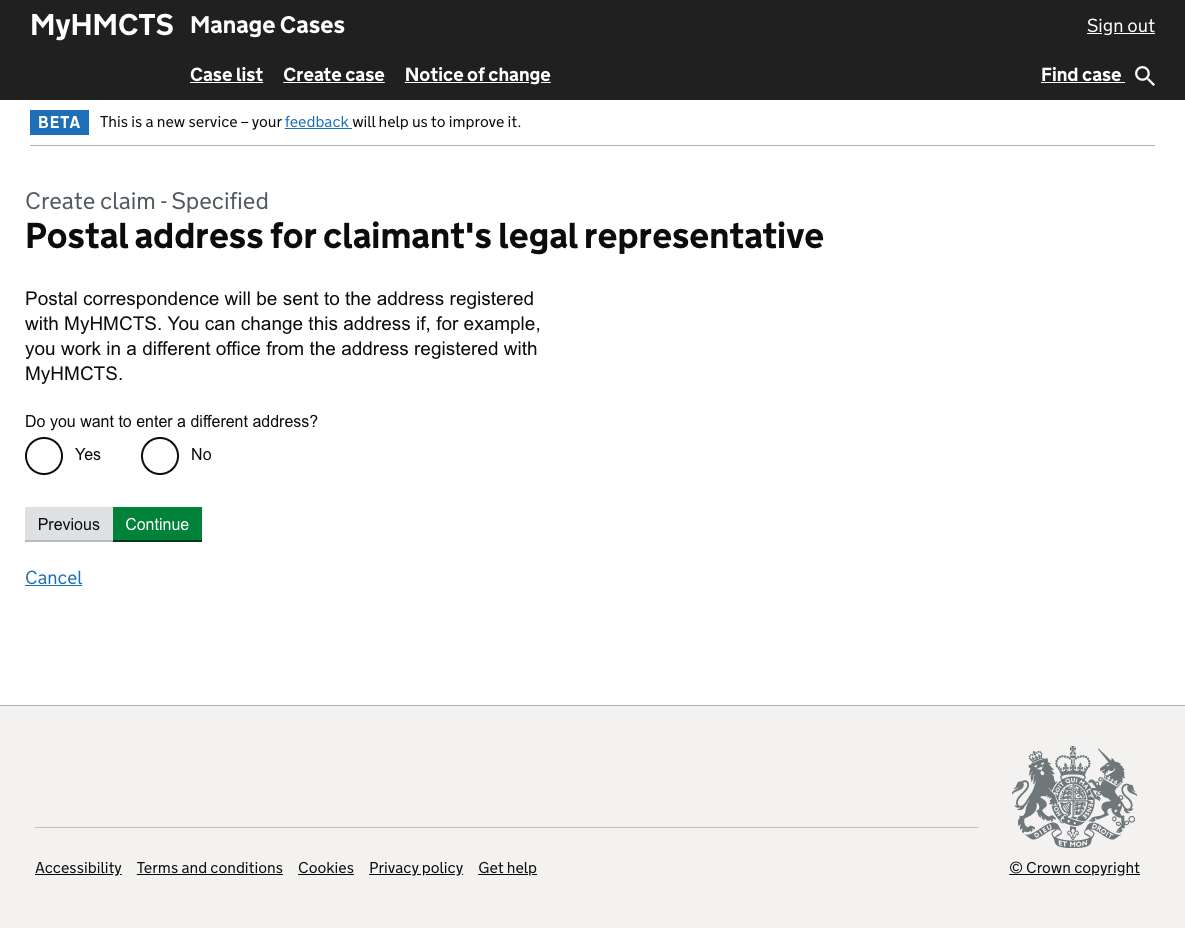 MyHMCTS Manage Cases Sign out
Case list Create case Notice of change Find case
BETA This is a new service – your feedback will help us to improve it.
Create claim - Specified
Postal address for claimant's legal representative
Postal correspondence will be sent to the address registered
with MyHMCTS. You can change this address if, for example,
you work in a different office from the address registered with
MyHMCTS.
Do you want to enter a different address?
Yes No
Previous Continue
Cancel
DIEU ET MON DROIT
Accessibility Terms and conditions Cookies Privacy policy Get help © Crown copyright